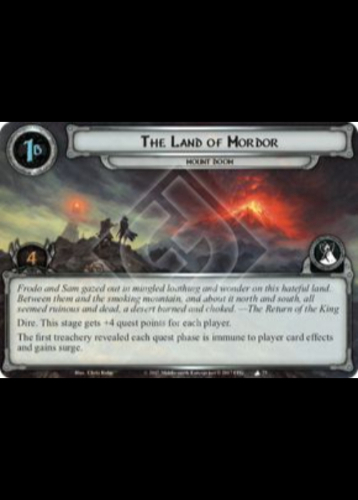 1B
THE LAND OF MORDOR
MOUNT DOOM
4
Frodo and Sam gazed out in mingled loathing and wonder on this hateful land.
Between them and the smoking mountain, and about it north and south, all
seemed ruinous and dead, a desert burned and choked. —The Return of the King
Dire. This stage gets +4 quest points for each player.
The first treachery revealed each quest phase is immune to player card effects
and gains surge.
Illus. Chris Rahn